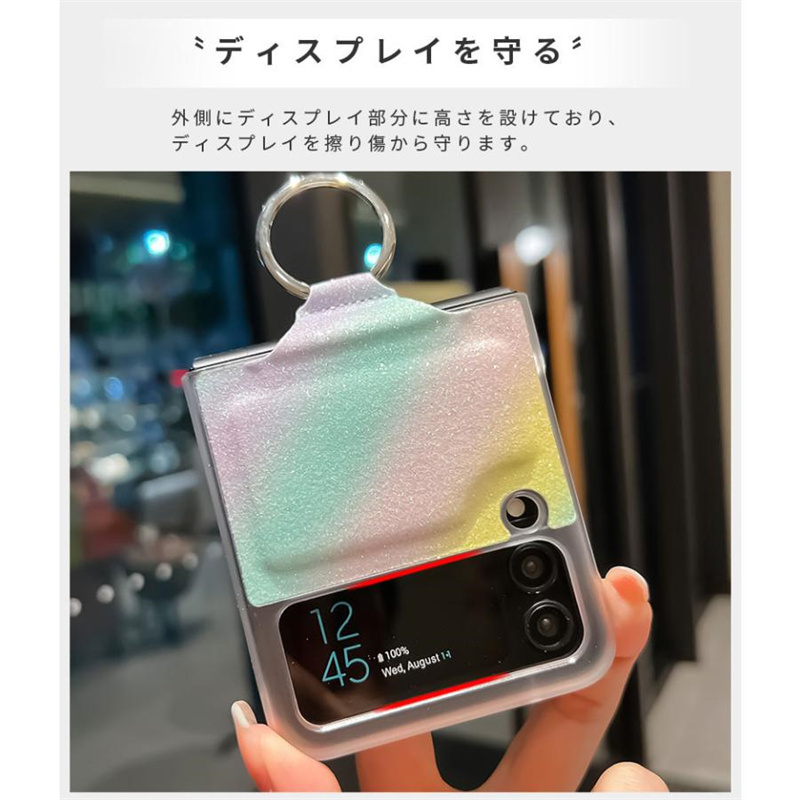 〝ディスプレイを守る〞
外側にディスプレイ部分に高さを設けており、
ディスプレイを擦り傷から守ります。
12
45
100%
Wed, August